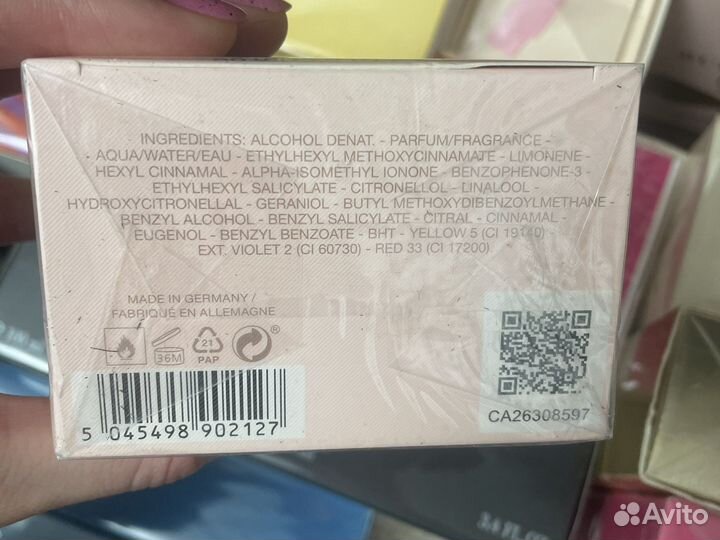 INGREDIENTS: ALCOHOL DENAT. - PARFUM/FRAGRANCE -
AQUA/WATER/EAU - ETHYLHEXYL METHOXYCINNAMATE - LIMONENE -
HEXYL CINNAMAL - ALPHA-ISOMETHYL IONONE - BENZOPHENONE-3 -
ETHYLHEXYL SALICYLATE - CITRONELLOL - LINALOOL -
HYDROXYCITRONELLAL - GERANIOL - BUTYL METHOXYDIBENZOYLMETHANE -
BENZYL ALCOHOL - BENZYL SALICYLATE - CITRAL - CINNAMAL -
EUGENOL - BENZYL BENZOATE - BHT - YELLOW 5 (CI 19140) -
EXT. VIOLET 2 (CI 60730) - RED 33 (CI 17200)
MADE IN GERMANY /
FABRIQUÉ EN ALLEMAGNE
36M
21
PAP
®
5 045498 902127
CA26308597
3.4 FL
Avito